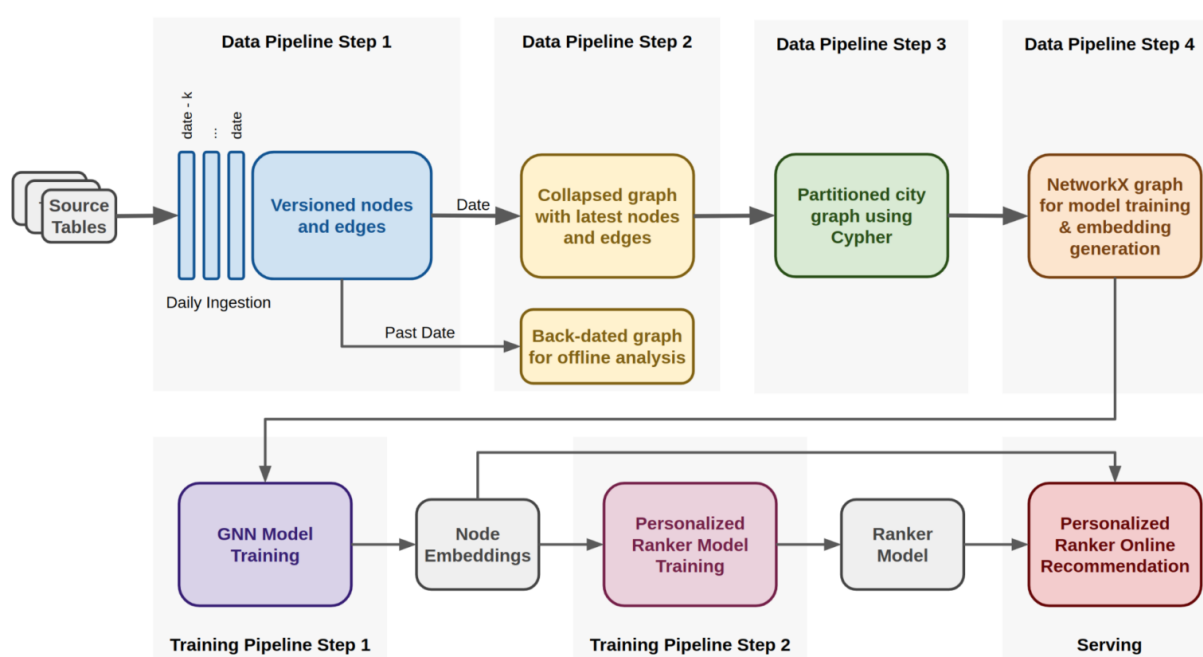 Data Pipeline Step 1
Data Pipeline Step 2
Data Pipeline Step 3
Data Pipeline Step 4
date - k
...
date
Source
Tables
Versioned nodes
and edges
Date
Collapsed graph
with latest nodes
and edges
Partitioned city
graph using
Cypher
NetworkX graph
for model training
& embedding
generation
Daily Ingestion
Past Date
Back-dated graph
for offline analysis
GNN Model
Training
Node
Embeddings
Personalized
Ranker Model
Training
Ranker
Model
Personalized
Ranker Online
Recommendation
Training Pipeline Step 1
Training Pipeline Step 2
Serving